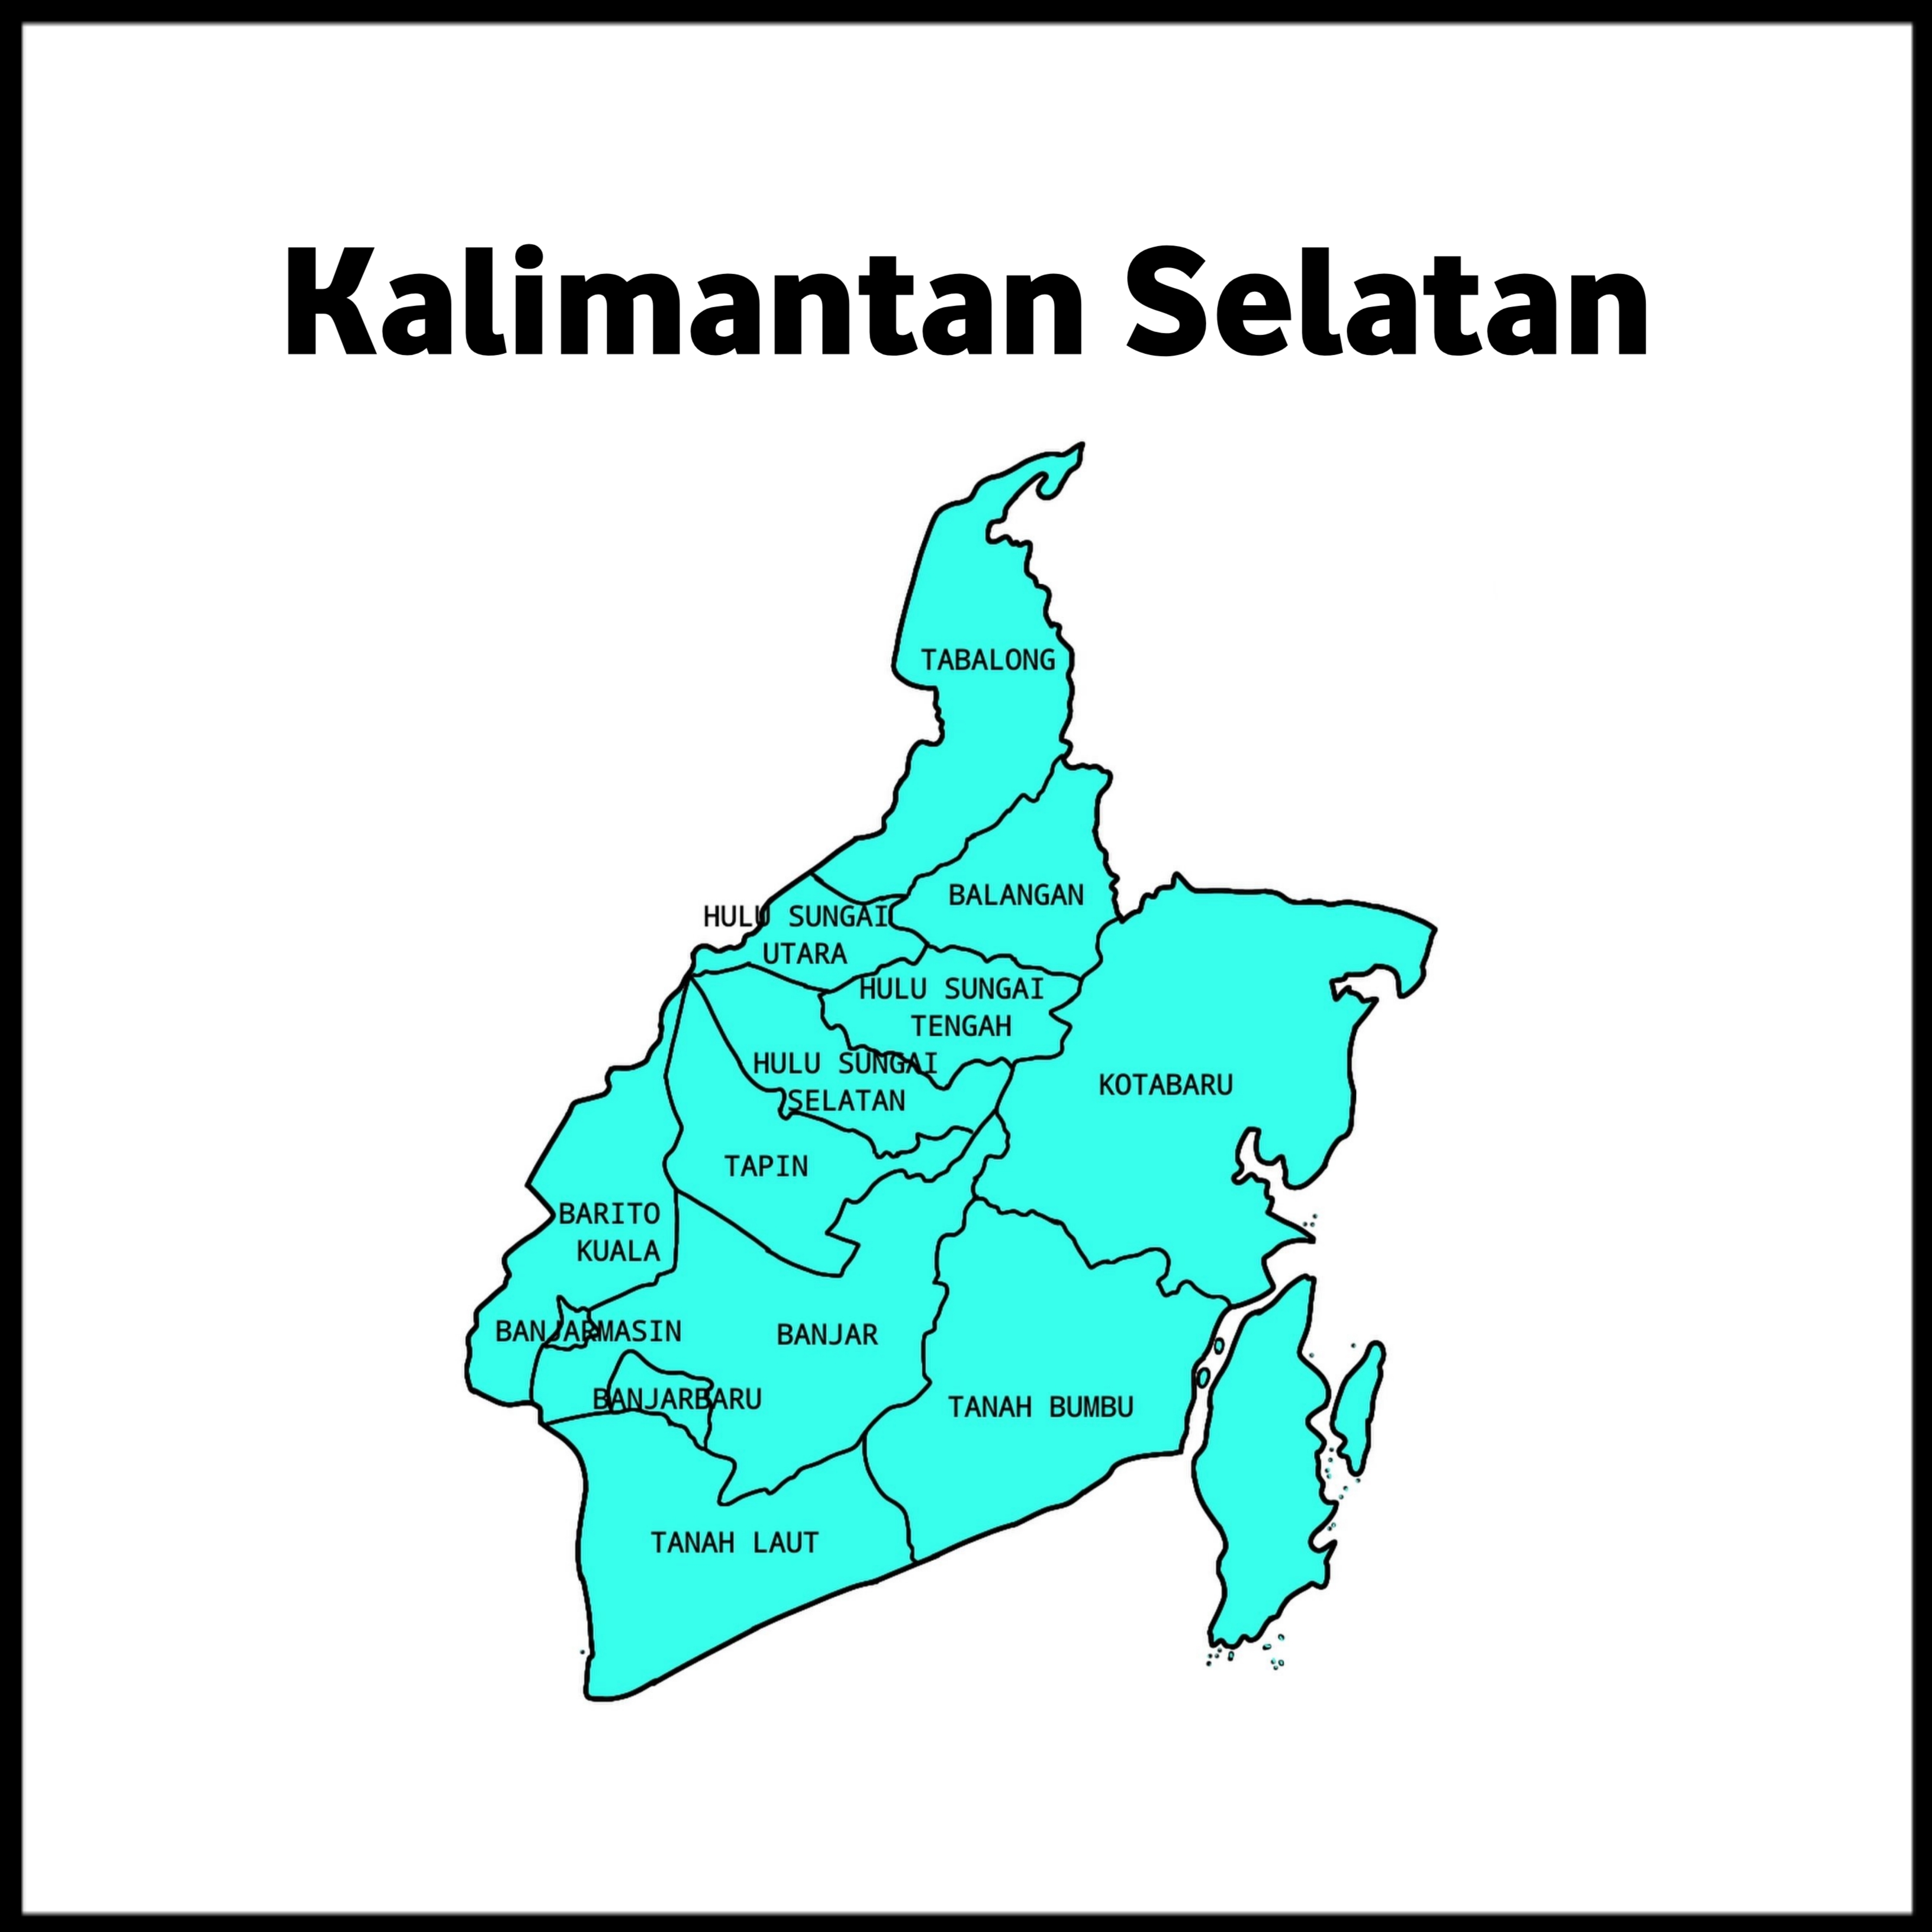 Kalimantan Selatan
TABALONG
BALANGAN
HULU SUNGAI
UTARA
HULU SUNGAI
TENGAH
HULU SUNGAI
SELATAN
KOTABARU
TAPIN
BARITO
KUALA
BANJARMASIN
BANJAR
BANJARBARU
TANAH BUMBU
TANAH LAUT